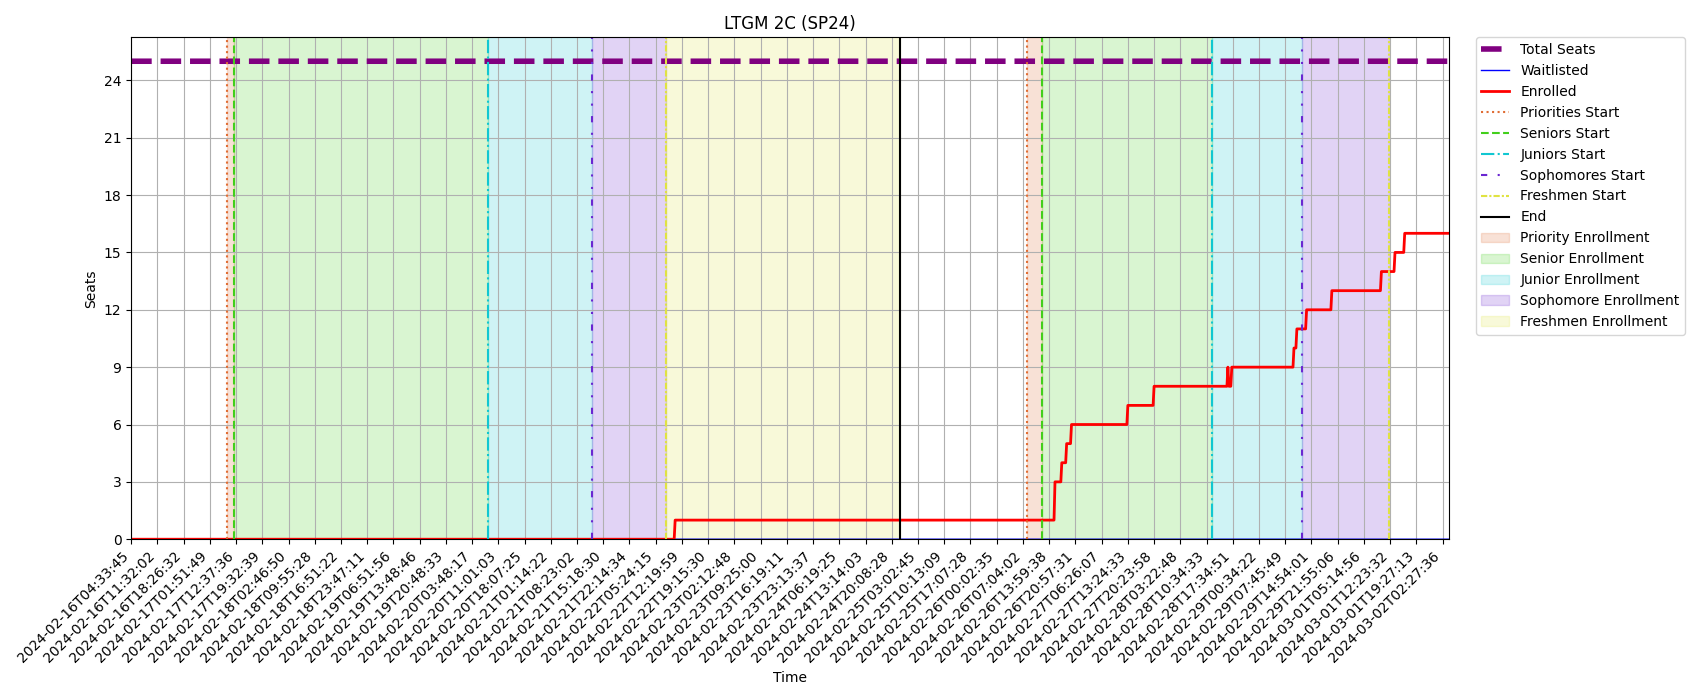 LTGM 2C (SP24)
Seats
24
21
18
15
12
9
6
3
0
2024-02-16T04:33:45
2024-02-16T11:32:02
2024-02-16T18:26:32
2024-02-17T01:51:49
2024-02-17T12:37:36
2024-02-17T19:32:39
2024-02-18T02:46:50
2024-02-18T09:55:28
2024-02-18T16:51:22
2024-02-18T23:47:11
2024-02-19T06:51:56
2024-02-19T13:48:46
2024-02-19T20:48:33
2024-02-20T03:48:17
2024-02-20T11:01:03
2024-02-20T18:07:25
2024-02-21T01:14:22
2024-02-21T08:23:02
2024-02-21T15:18:30
2024-02-21T22:14:34
2024-02-22T05:24:15
2024-02-22T12:19:59
2024-02-22T19:15:30
2024-02-23T02:12:48
2024-02-23T09:25:00
2024-02-23T16:19:11
2024-02-23T23:13:37
2024-02-24T06:19:25
2024-02-24T13:14:03
2024-02-24T20:08:28
2024-02-25T03:02:45
2024-02-25T10:13:09
2024-02-25T17:07:28
2024-02-26T00:02:35
2024-02-26T07:04:02
2024-02-26T13:59:38
2024-02-26T20:57:31
2024-02-27T06:26:07
2024-02-27T13:24:33
2024-02-27T20:23:58
2024-02-28T03:22:48
2024-02-28T10:34:33
2024-02-28T17:34:51
2024-02-29T00:34:22
2024-02-29T07:45:49
2024-02-29T14:54:01
2024-02-29T21:55:06
2024-03-01T05:14:56
2024-03-01T12:23:32
2024-03-01T19:27:13
2024-03-02T02:27:36
Time
Total Seats
Waitlisted
Enrolled
Priorities Start
Seniors Start
Juniors Start
Sophomores Start
Freshmen Start
End
Priority Enrollment
Senior Enrollment
Junior Enrollment
Sophomore Enrollment
Freshmen Enrollment